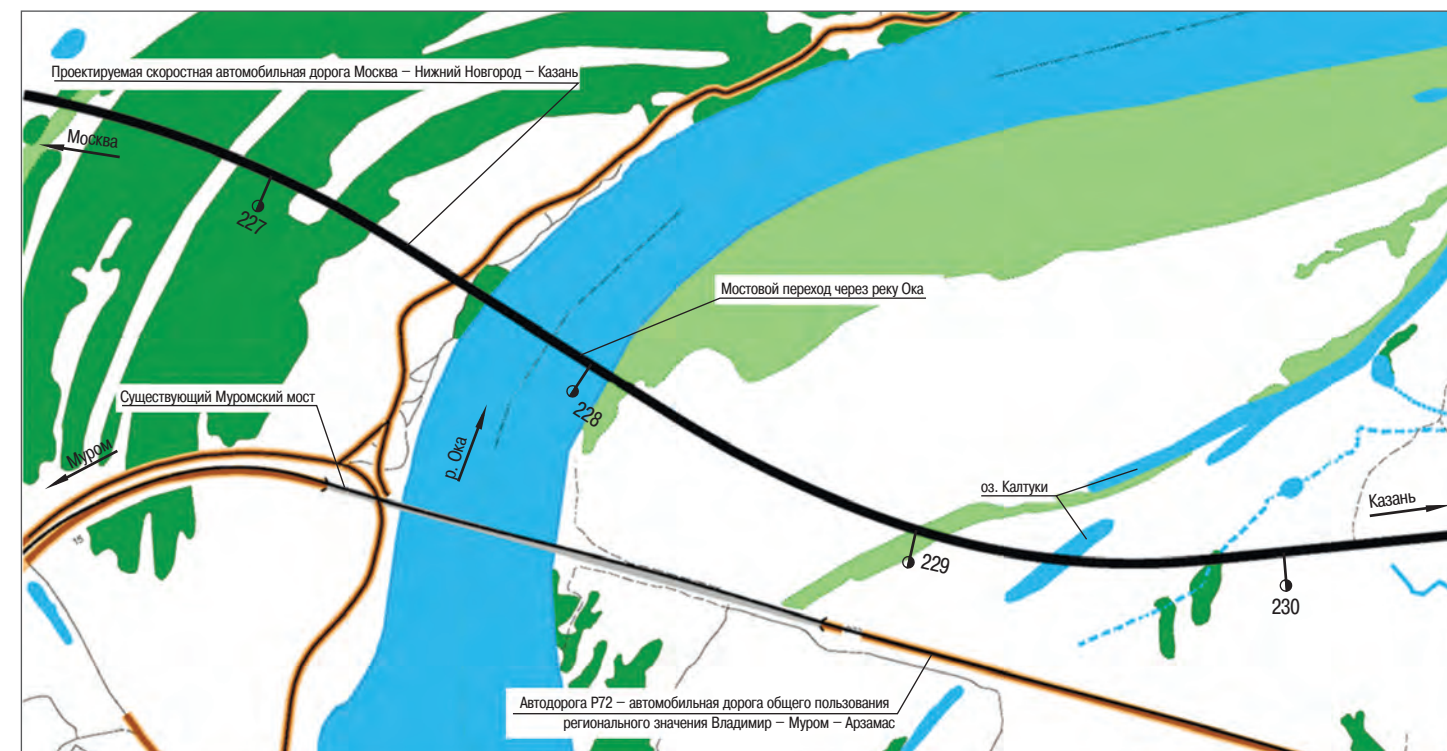 Проектируемая скоростная автомобильная дорога Москва – Нижний Новгород – Казань
Москва
227
Мостовой переход через реку Ока
Существующий Муромский мост
228
Муром
р. Ока
оз. Калтуки
Казань
15
229
230
Автодорога Р72 – автомобильная дорога общего пользования
регионального значения Владимир – Муром – Арзамас